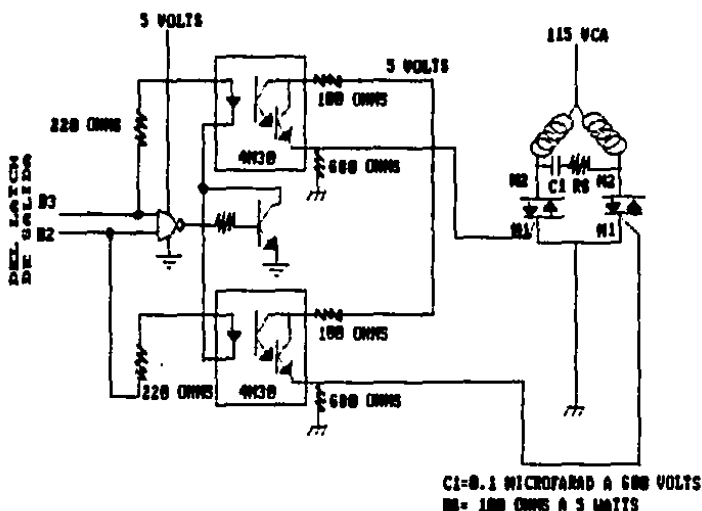 5 VOLTS
115 VCA
5 VOLTS
100 OHMS
220 OHMS
4N30
600 OHMS
M2
C1
R8
M2
M1
M1
DEL LATCH
DE SALIDA
B3
B2
100 OHMS
220 OHMS
4N30
600 OHMS
C1=0.1 MICROFARAD A 600 VOLTS
R8= 100 OHMS A 5 WATTS